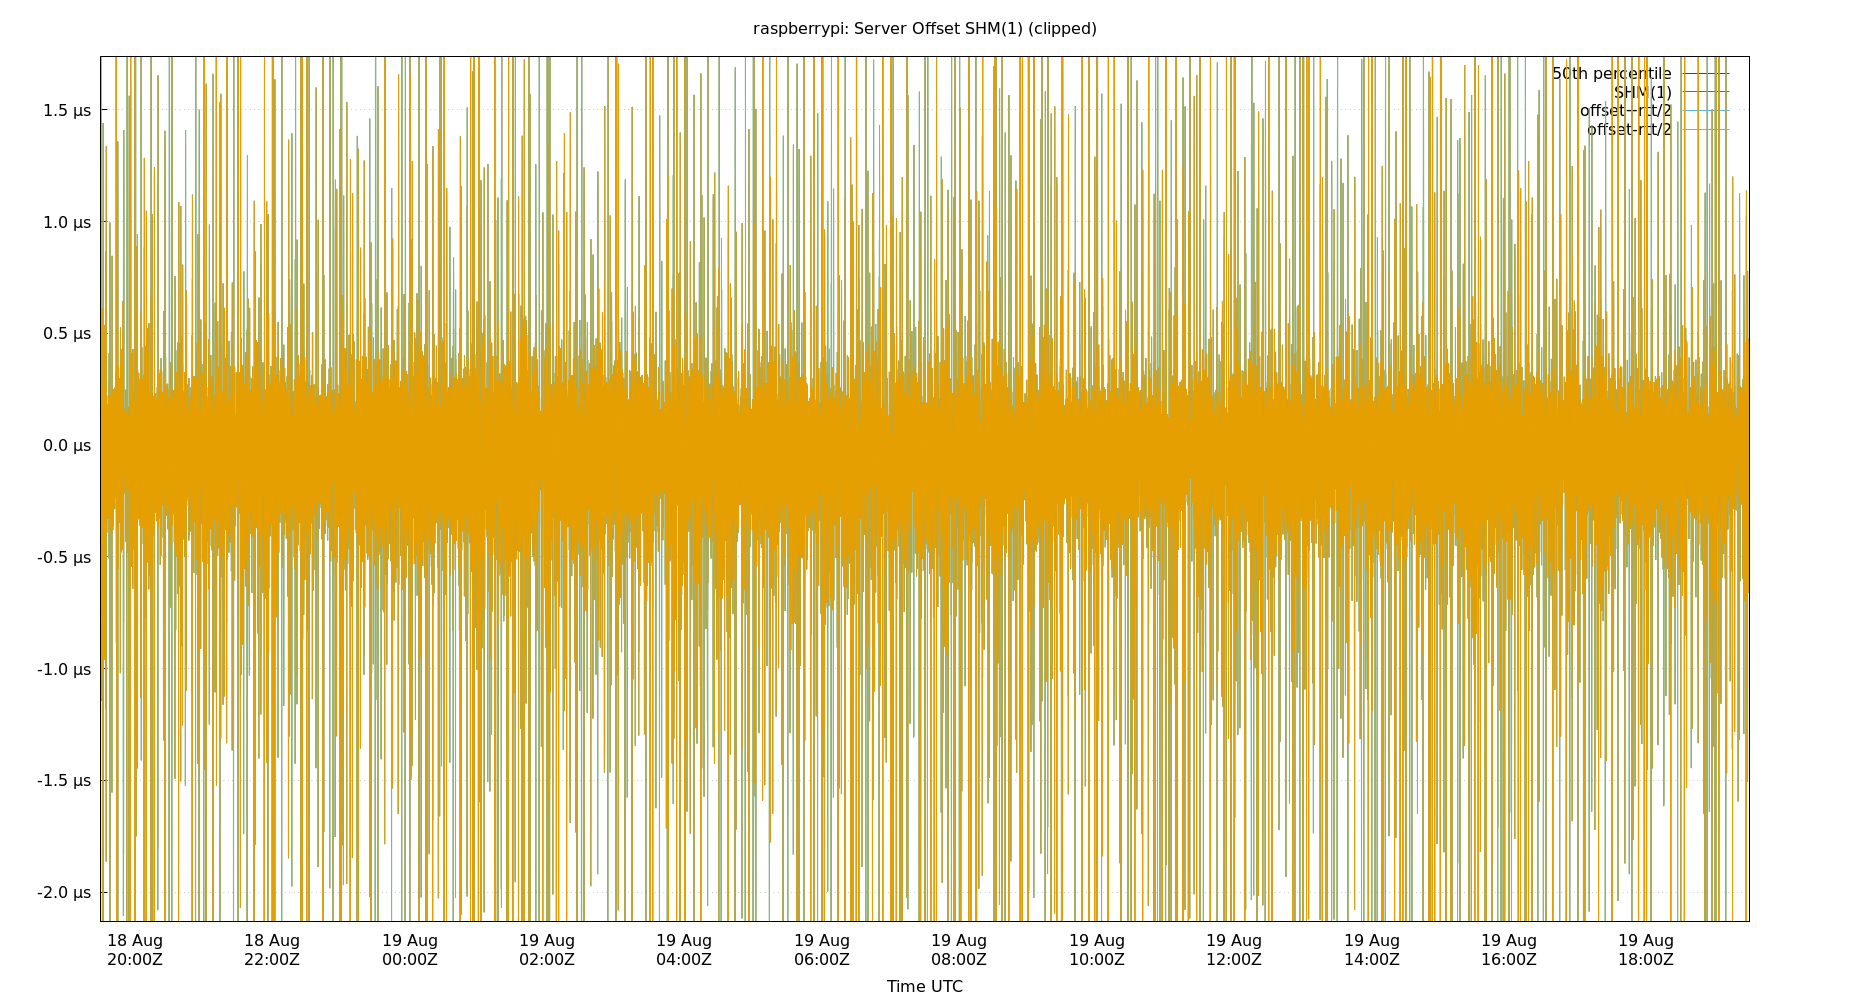 raspberrypi: Server Offset SHM(1) (clipped)
50th percentile
SHM(1)
offset--rtt/2
offset-rtt/2
1.5 µs
1.0 µs
0.5 µs
0.0 µs
-0.5 µs
-1.0 µs
-1.5 µs
-2.0 µs
18 Aug 18 Aug 19 Aug 19 Aug 19 Aug 19 Aug 19 Aug 19 Aug 19 Aug 19 Aug 19 Aug 19 Aug
20:00Z 22:00Z 00:00Z 02:00Z 04:00Z 06:00Z 08:00Z 10:00Z 12:00Z 14:00Z 16:00Z 18:00Z
Time UTC